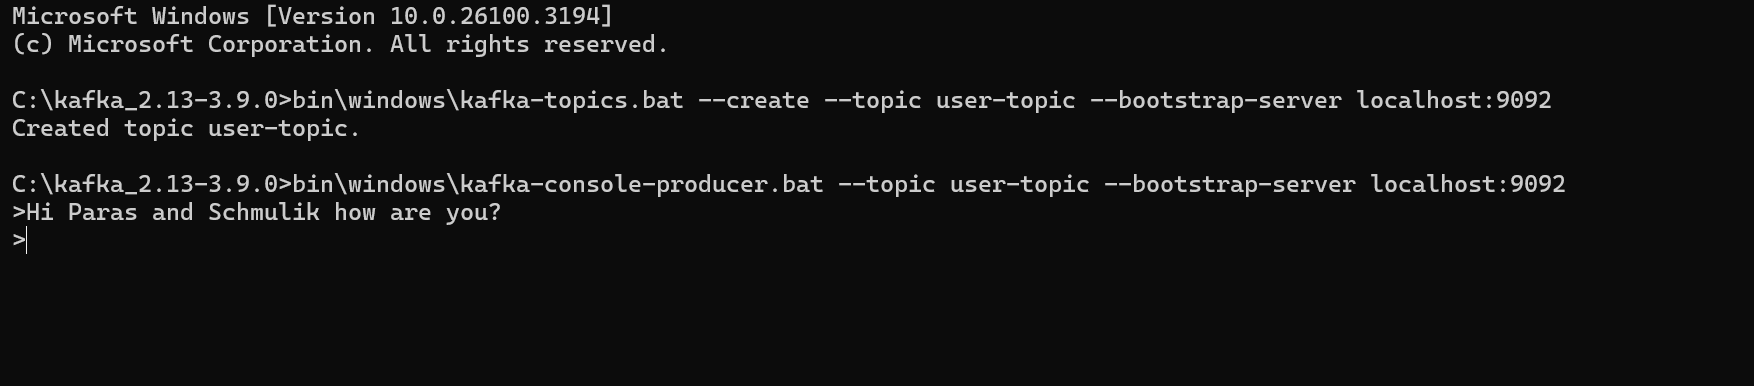 Microsoft Windows [Version 10.0.26100.3194]
(c) Microsoft Corporation. All rights reserved.
C:\kafka_2.13-3.9.0>bin\windows\kafka-topics.bat --create --topic user-topic --bootstrap-server localhost:9092
Created topic user-topic.
C:\kafka_2.13-3.9.0>bin\windows\kafka-console-producer.bat --topic user-topic --bootstrap-server localhost:9092
>Hi Paras and Schmulik how are you?
>